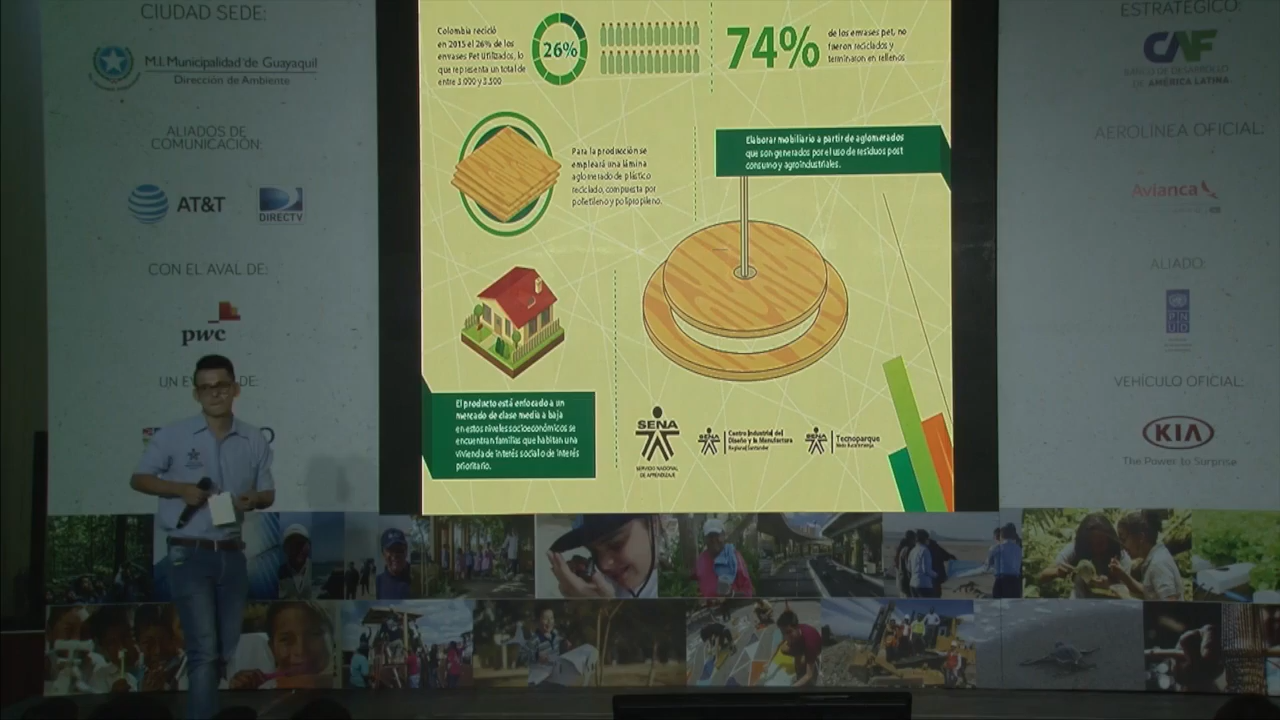 CIUDAD SEDE:
M.I. Municipalidad de Guayaquil
Dirección de Ambiente
ALIADOS DE
COMUNICACIÓN:
AT&T
DIRECTV
CON EL AVAL DE:
pwc
DE:
Colombia recicló
en 2015 el 26% de los
envases Pet utilizados, lo
que representa un total de
entre 3.000 y 3.500
26%
74%
de los envases pet, no
fueron reciclados y
terminaron en rellenos
Para la producción se
empleará una lámina
aglomerado de plástico
reciclado, compuesta por
polietileno y polipropileno.
Elaborar mobiliario a partir de aglomerados
que son generados por el uso de residuos post
consumo y agroindustriales.
El producto está enfocado a un
mercado de clase media a baja
en estos niveles socioeconómicos se
encuentran familias que habitan una
vivienda de interés social o de interés
prioritario.
SENA
SERVICIO NACIONAL
DE APRENDIZAJE
SENA
Centro Industrial del
Diseño y la Manufactura
Regional Santander
SENA
Tecnoparque
ESTRATÉGICO:
CAF
BANCO DE DESARROLLO
DE AMÉRICA LATINA
AEROLÍNEA OFICIAL:
Avianca
ALIADO:
PNUD
VEHÍCULO OFICIAL:
KIA
The Power to Surprise